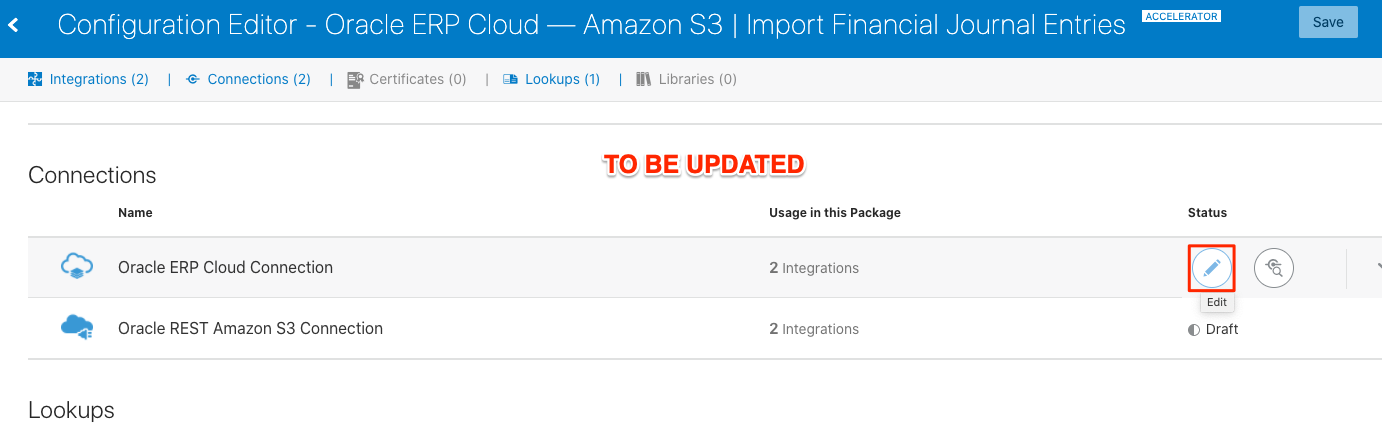 Configuration Editor - Oracle ERP Cloud — Amazon S3 | Import Financial Journal Entries ACCELERATOR Save
Integrations (2) | Connections (2) | Certificates (0) | Lookups (1) | Libraries (0)
TO BE UPDATED
Connections
Name Usage in this Package Status
Oracle ERP Cloud Connection 2 Integrations
Edit
Oracle REST Amazon S3 Connection 2 Integrations Draft
Lookups